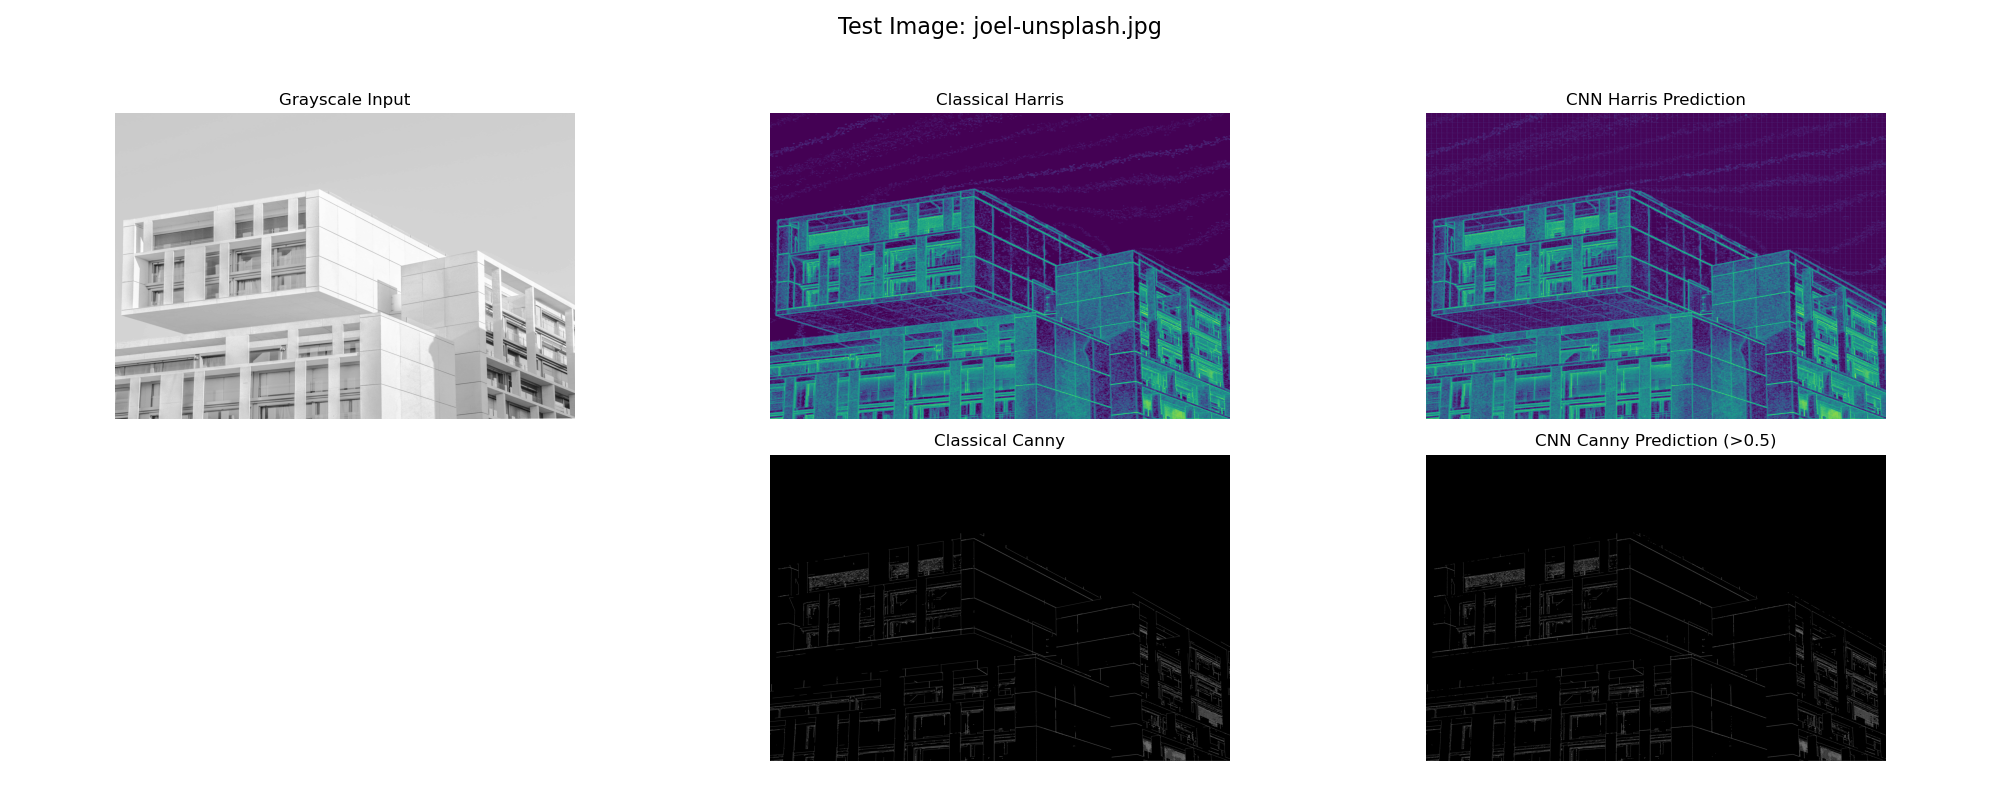 Test Image: joel-unsplash.jpg
Grayscale Input
Classical Harris
CNN Harris Prediction
Classical Canny
CNN Canny Prediction (>0.5)